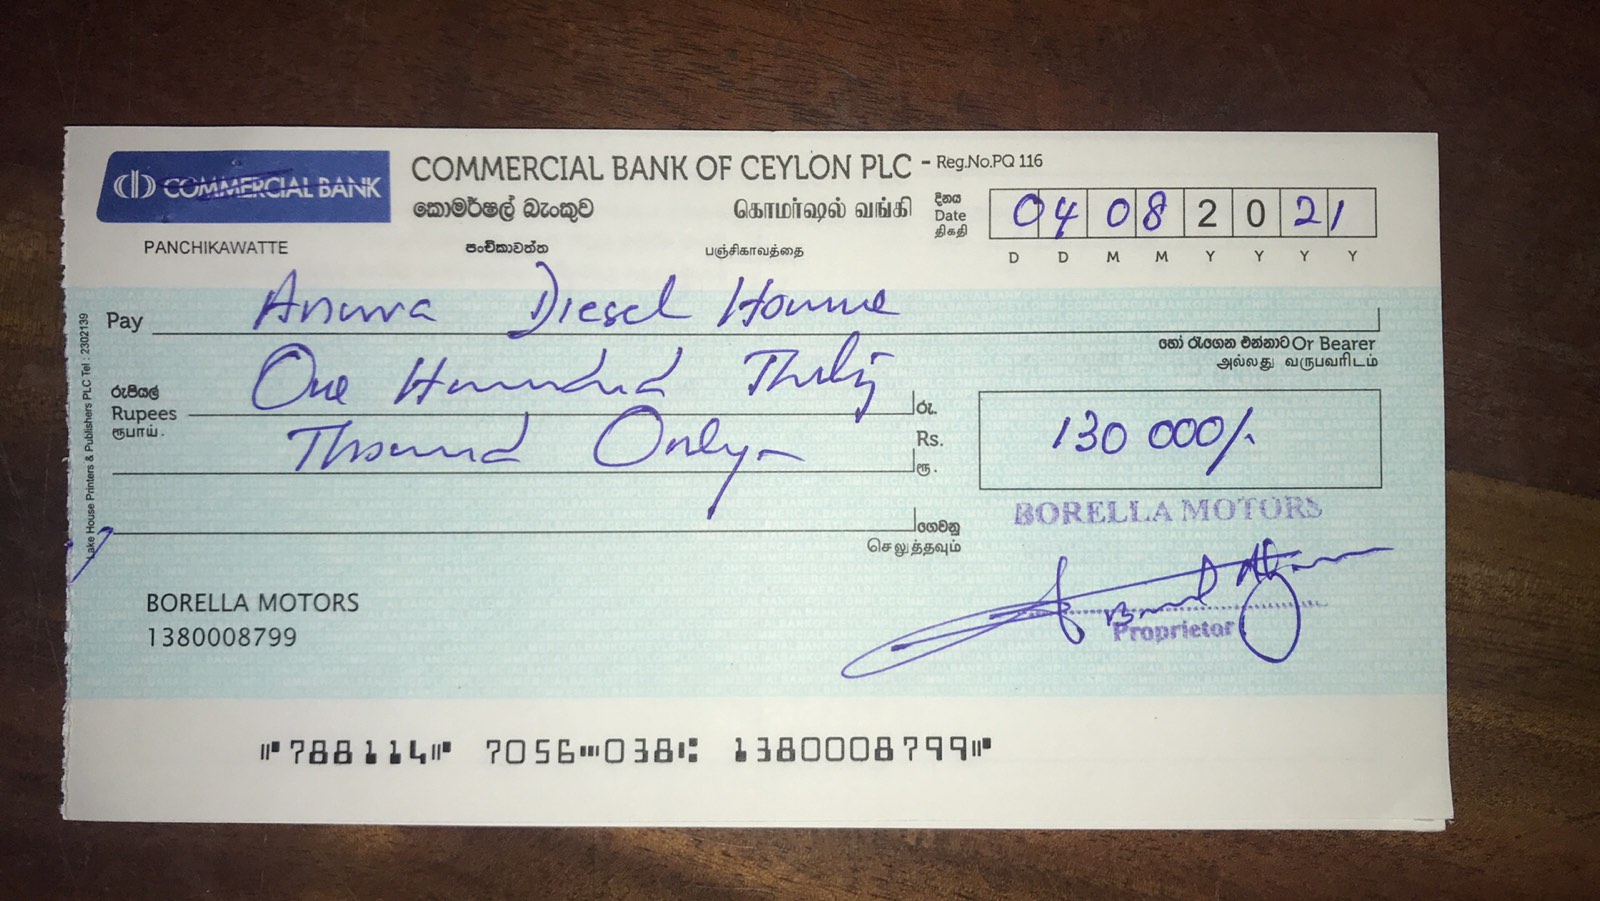 COMMERCIAL BANK
COMMERCIAL BANK OF CEYLON PLC - Reg.No.PQ 116
කොමර්ෂල් බැංකුව கொமர்ஷல் வங்கி
දිනය
Date
திகதி
04 08 2021
D D M M Y Y Y Y
PANCHIKAWATTE පංචිකාවත්ත பஞ்சிகாவத்தை
Pay Anura Diesel House
හෝ රැගෙන එන්නාට Or Bearer
அல்லது வருபவரிடம்
රුපියල්
Rupees
ரூபாய்.
One Hundred Thirty
Thousand Only
රු.
Rs.
ரூ.
130 000/-
ගෙවනු
செலுத்தவும்
BORELLA MOTORS
Proprietor
BORELLA MOTORS
1380008799
Lake House Printers & Publishers PLC Tel : 2302139
⑈788114⑈ 7056⑉038⑆ 1380008799⑈